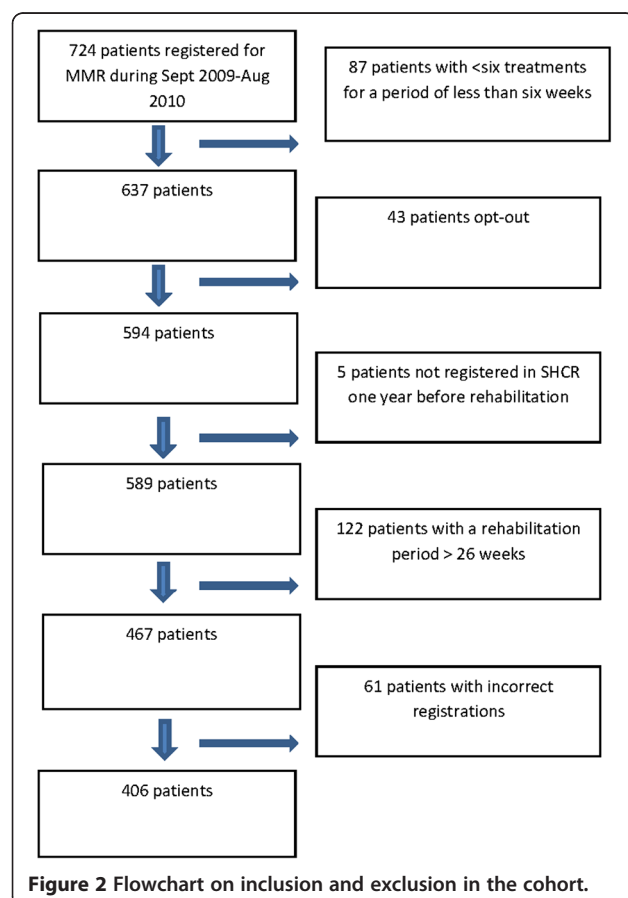 724 patients registered for
MMR during Sept 2009-Aug
2010
87 patients with <six treatments
for a period of less than six weeks
637 patients
43 patients opt-out
594 patients
5 patients not registered in SHCR
one year before rehabilitation
589 patients
122 patients with a rehabilitation
period > 26 weeks
467 patients
61 patients with incorrect
registrations
406 patients
Figure 2 Flowchart on inclusion and exclusion in the cohort.